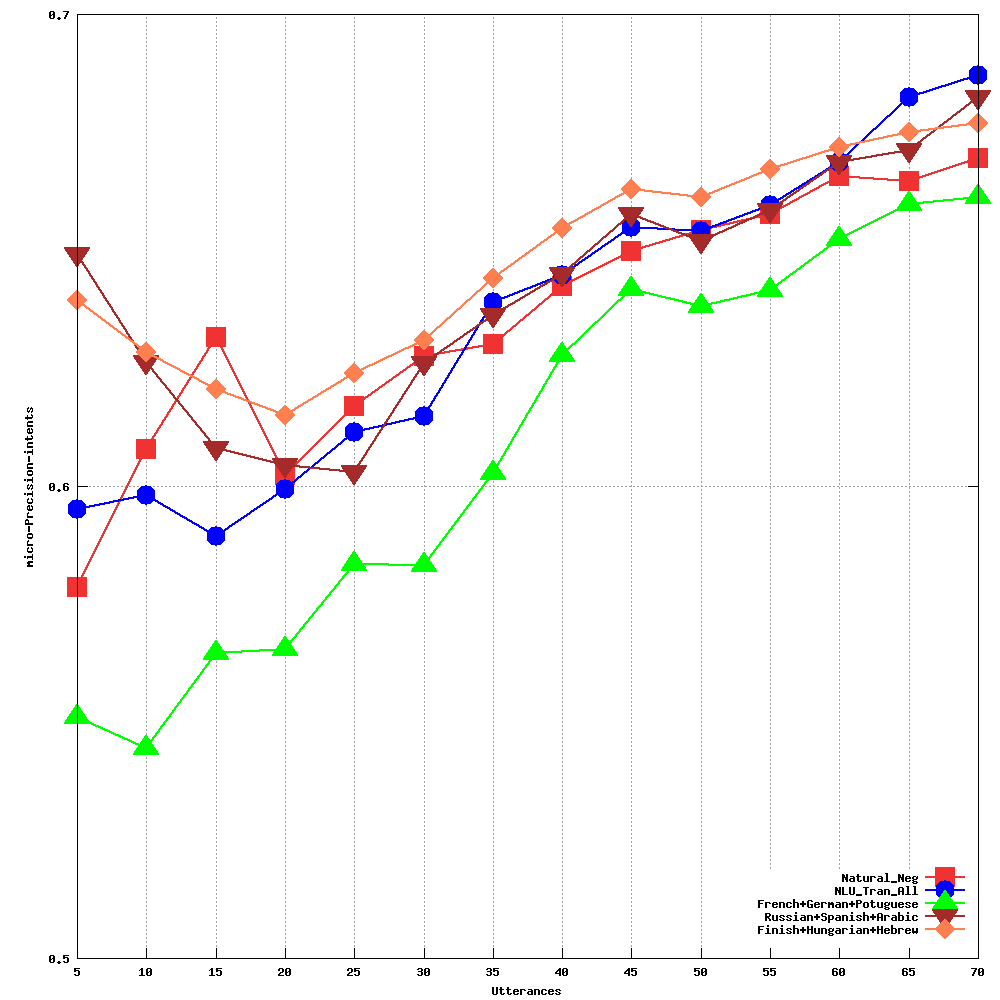 0.7
0.6
0.5
micro-Precision-intents
Natural_Neg
NLU_Tran_All
French+German+Potuguese
Russian+Spanish+Arabic
Finish+Hungarian+Hebrew
5 10 15 20 25 30 35 40 45 50 55 60 65 70
Utterances